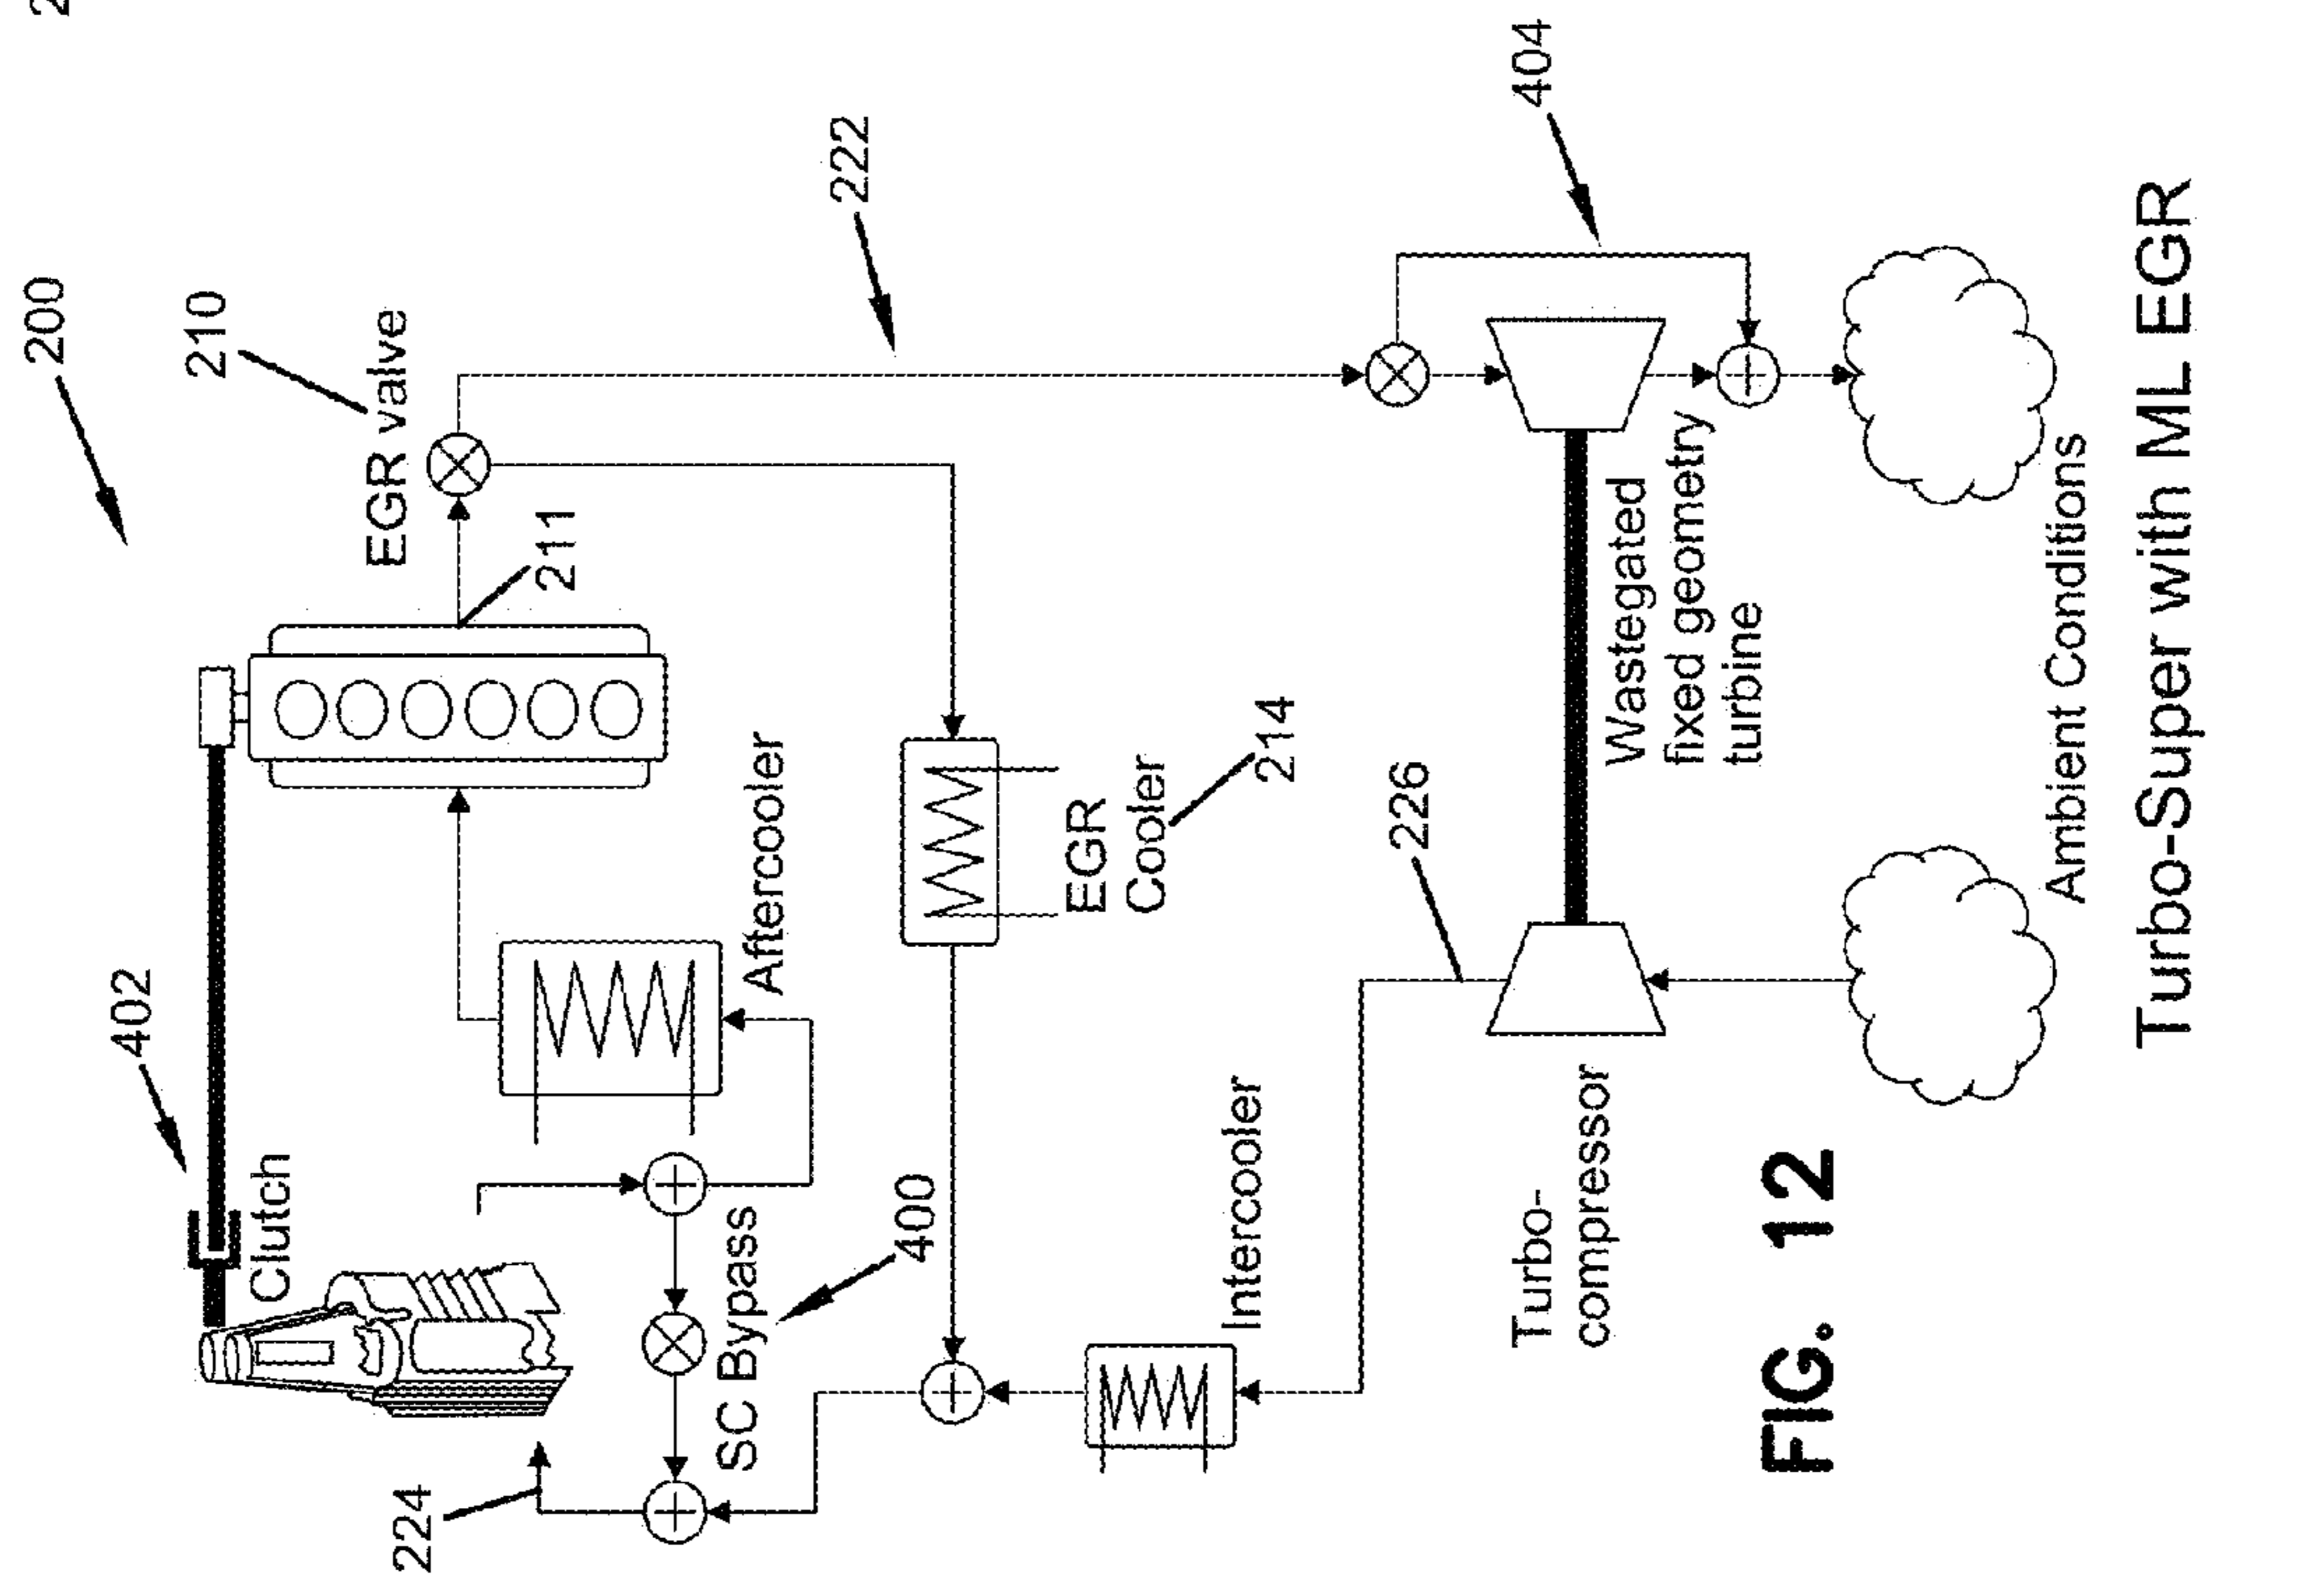 200
210
EGR valve
211
222
404
402
Clutch
Aftercooler
SC Bypass
400
224
EGR
Cooler
214
226
Intercooler
Turbo-
compressor
Wastegated
fixed geometry
turbine
Ambient Conditions
FIG. 12
Turbo-Super with ML EGR